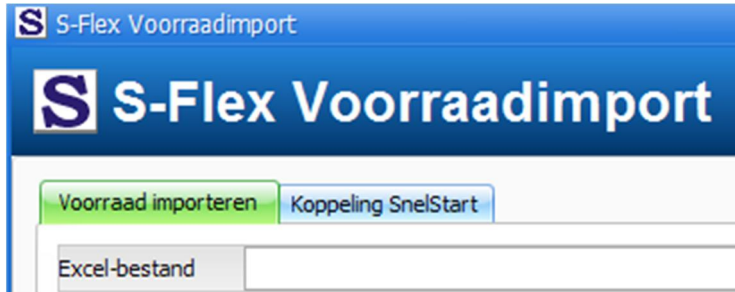 S S-Flex Voorraadimport
S S-Flex Voorraadimport
Voorraad importeren Koppeling SnelStart
Excel-bestand